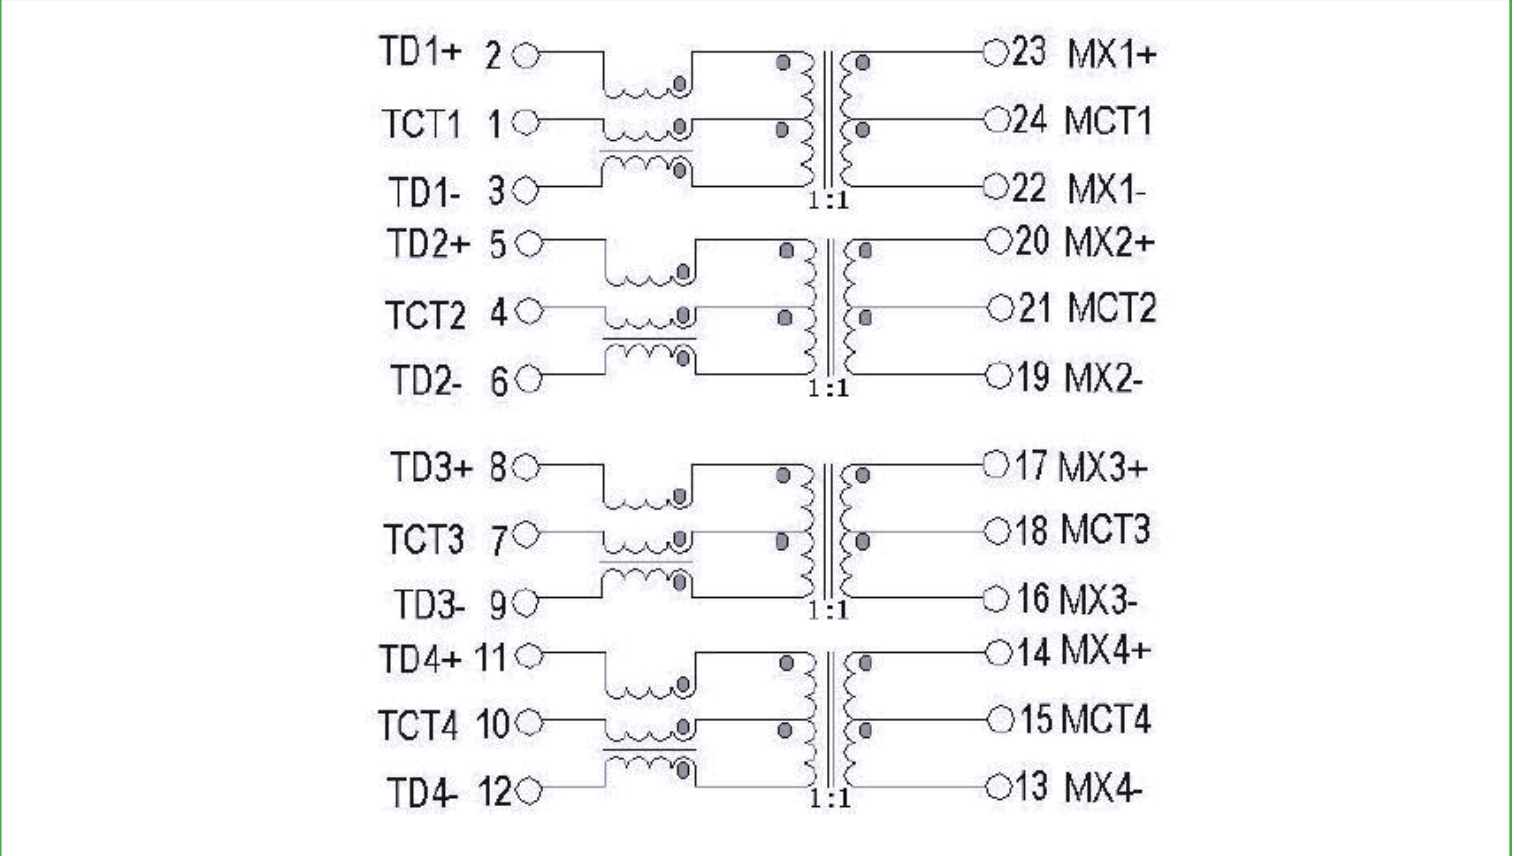 TD1+ 2 23 MX1+
TCT1 1 24 MCT1
TD1- 3 22 MX1-
1:1
TD2+ 5 20 MX2+
TCT2 4 21 MCT2
TD2- 6 19 MX2-
1:1
TD3+ 8 17 MX3+
TCT3 7 18 MCT3
TD3- 9 16 MX3-
1:1
TD4+ 11 14 MX4+
TCT4 10 15 MCT4
TD4- 12 13 MX4-
1:1